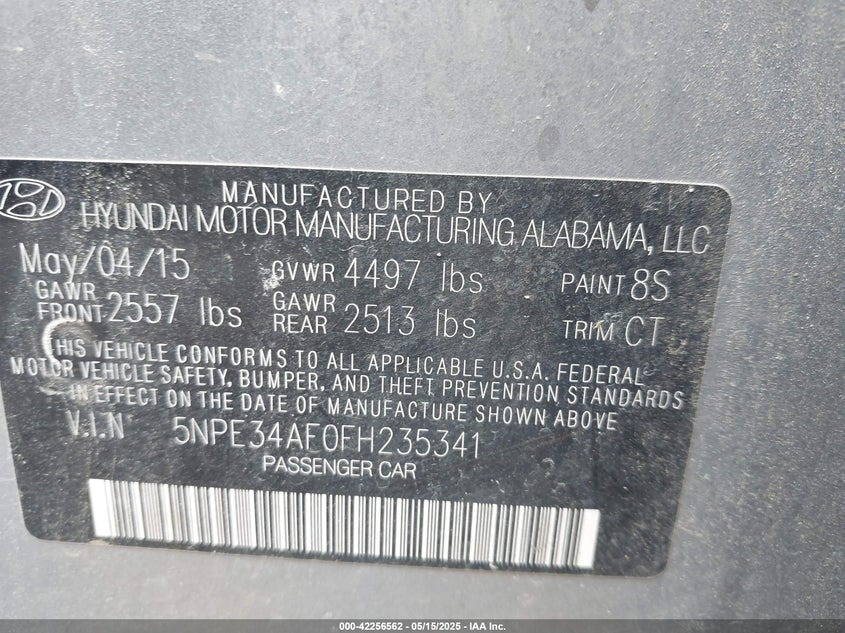 MANUFACTURED BY
HYUNDAI MOTOR MANUFACTURING ALABAMA, LLC
May/04/15 GVWR 4497 lbs PAINT 8S
GAWR FRONT 2557 lbs GAWR REAR 2513 lbs TRIM CT
THIS VEHICLE CONFORMS TO ALL APPLICABLE U.S.A. FEDERAL
MOTOR VEHICLE SAFETY, BUMPER, AND THEFT PREVENTION STANDARDS
IN EFFECT ON THE DATE OF MANUFACTURE SHOWN ABOVE
V.I.N 5NPE34AF0FH235341
PASSENGER CAR
000-42256562 - 05/15/2025 - IAA Inc.